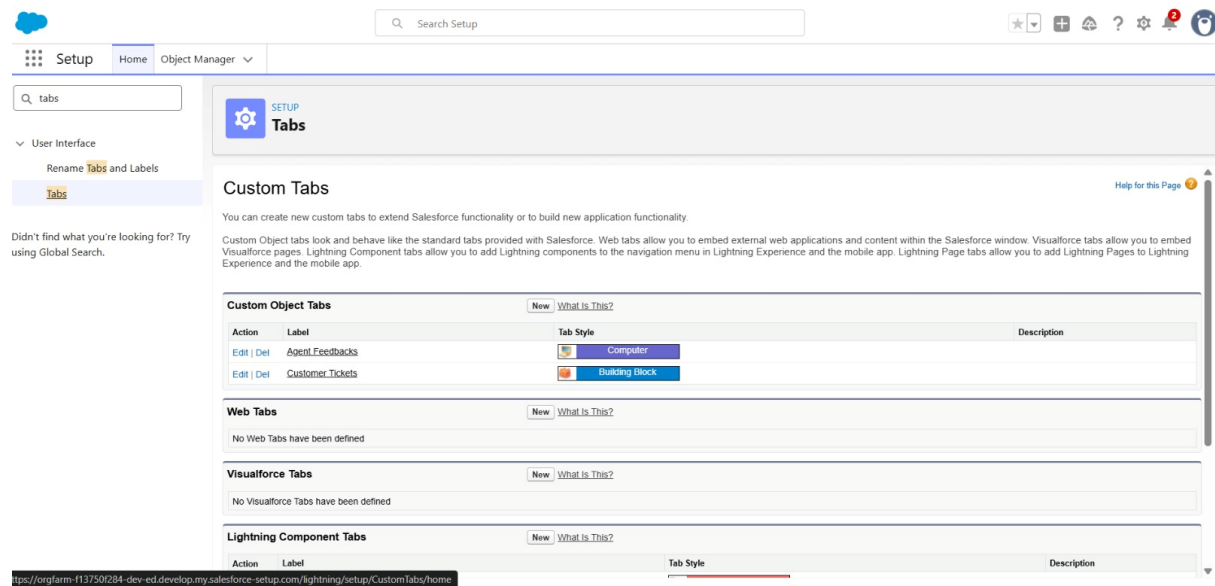 Search Setup
2
Setup
Home
Object Manager
tabs
User Interface
Rename Tabs and Labels
Tabs
Didn't find what you're looking for? Try
using Global Search.
SETUP
Tabs
Custom Tabs
Help for this Page
You can create new custom tabs to extend Salesforce functionality or to build new application functionality.
Custom Object tabs look and behave like the standard tabs provided with Salesforce. Web tabs allow you to embed external web applications and content within the Salesforce window. Visualforce tabs allow you to embed
Visualforce pages. Lightning Component tabs allow you to add Lightning components to the navigation menu in Lightning Experience and the mobile app. Lightning Page tabs allow you to add Lightning Pages to Lightning
Experience and the mobile app.
Custom Object Tabs New What Is This?
Action Label Tab Style Description
Edit | Del Agent Feedbacks Computer
Edit | Del Customer Tickets Building Block
Web Tabs New What Is This?
No Web Tabs have been defined
Visualforce Tabs New What Is This?
No Visualforce Tabs have been defined
Lightning Component Tabs New What Is This?
Action Label Tab Style Description
ttps://orgfarm-f13750f284-dev-ed.develop.my.salesforce-setup.com/lightning/setup/CustomTabs/home